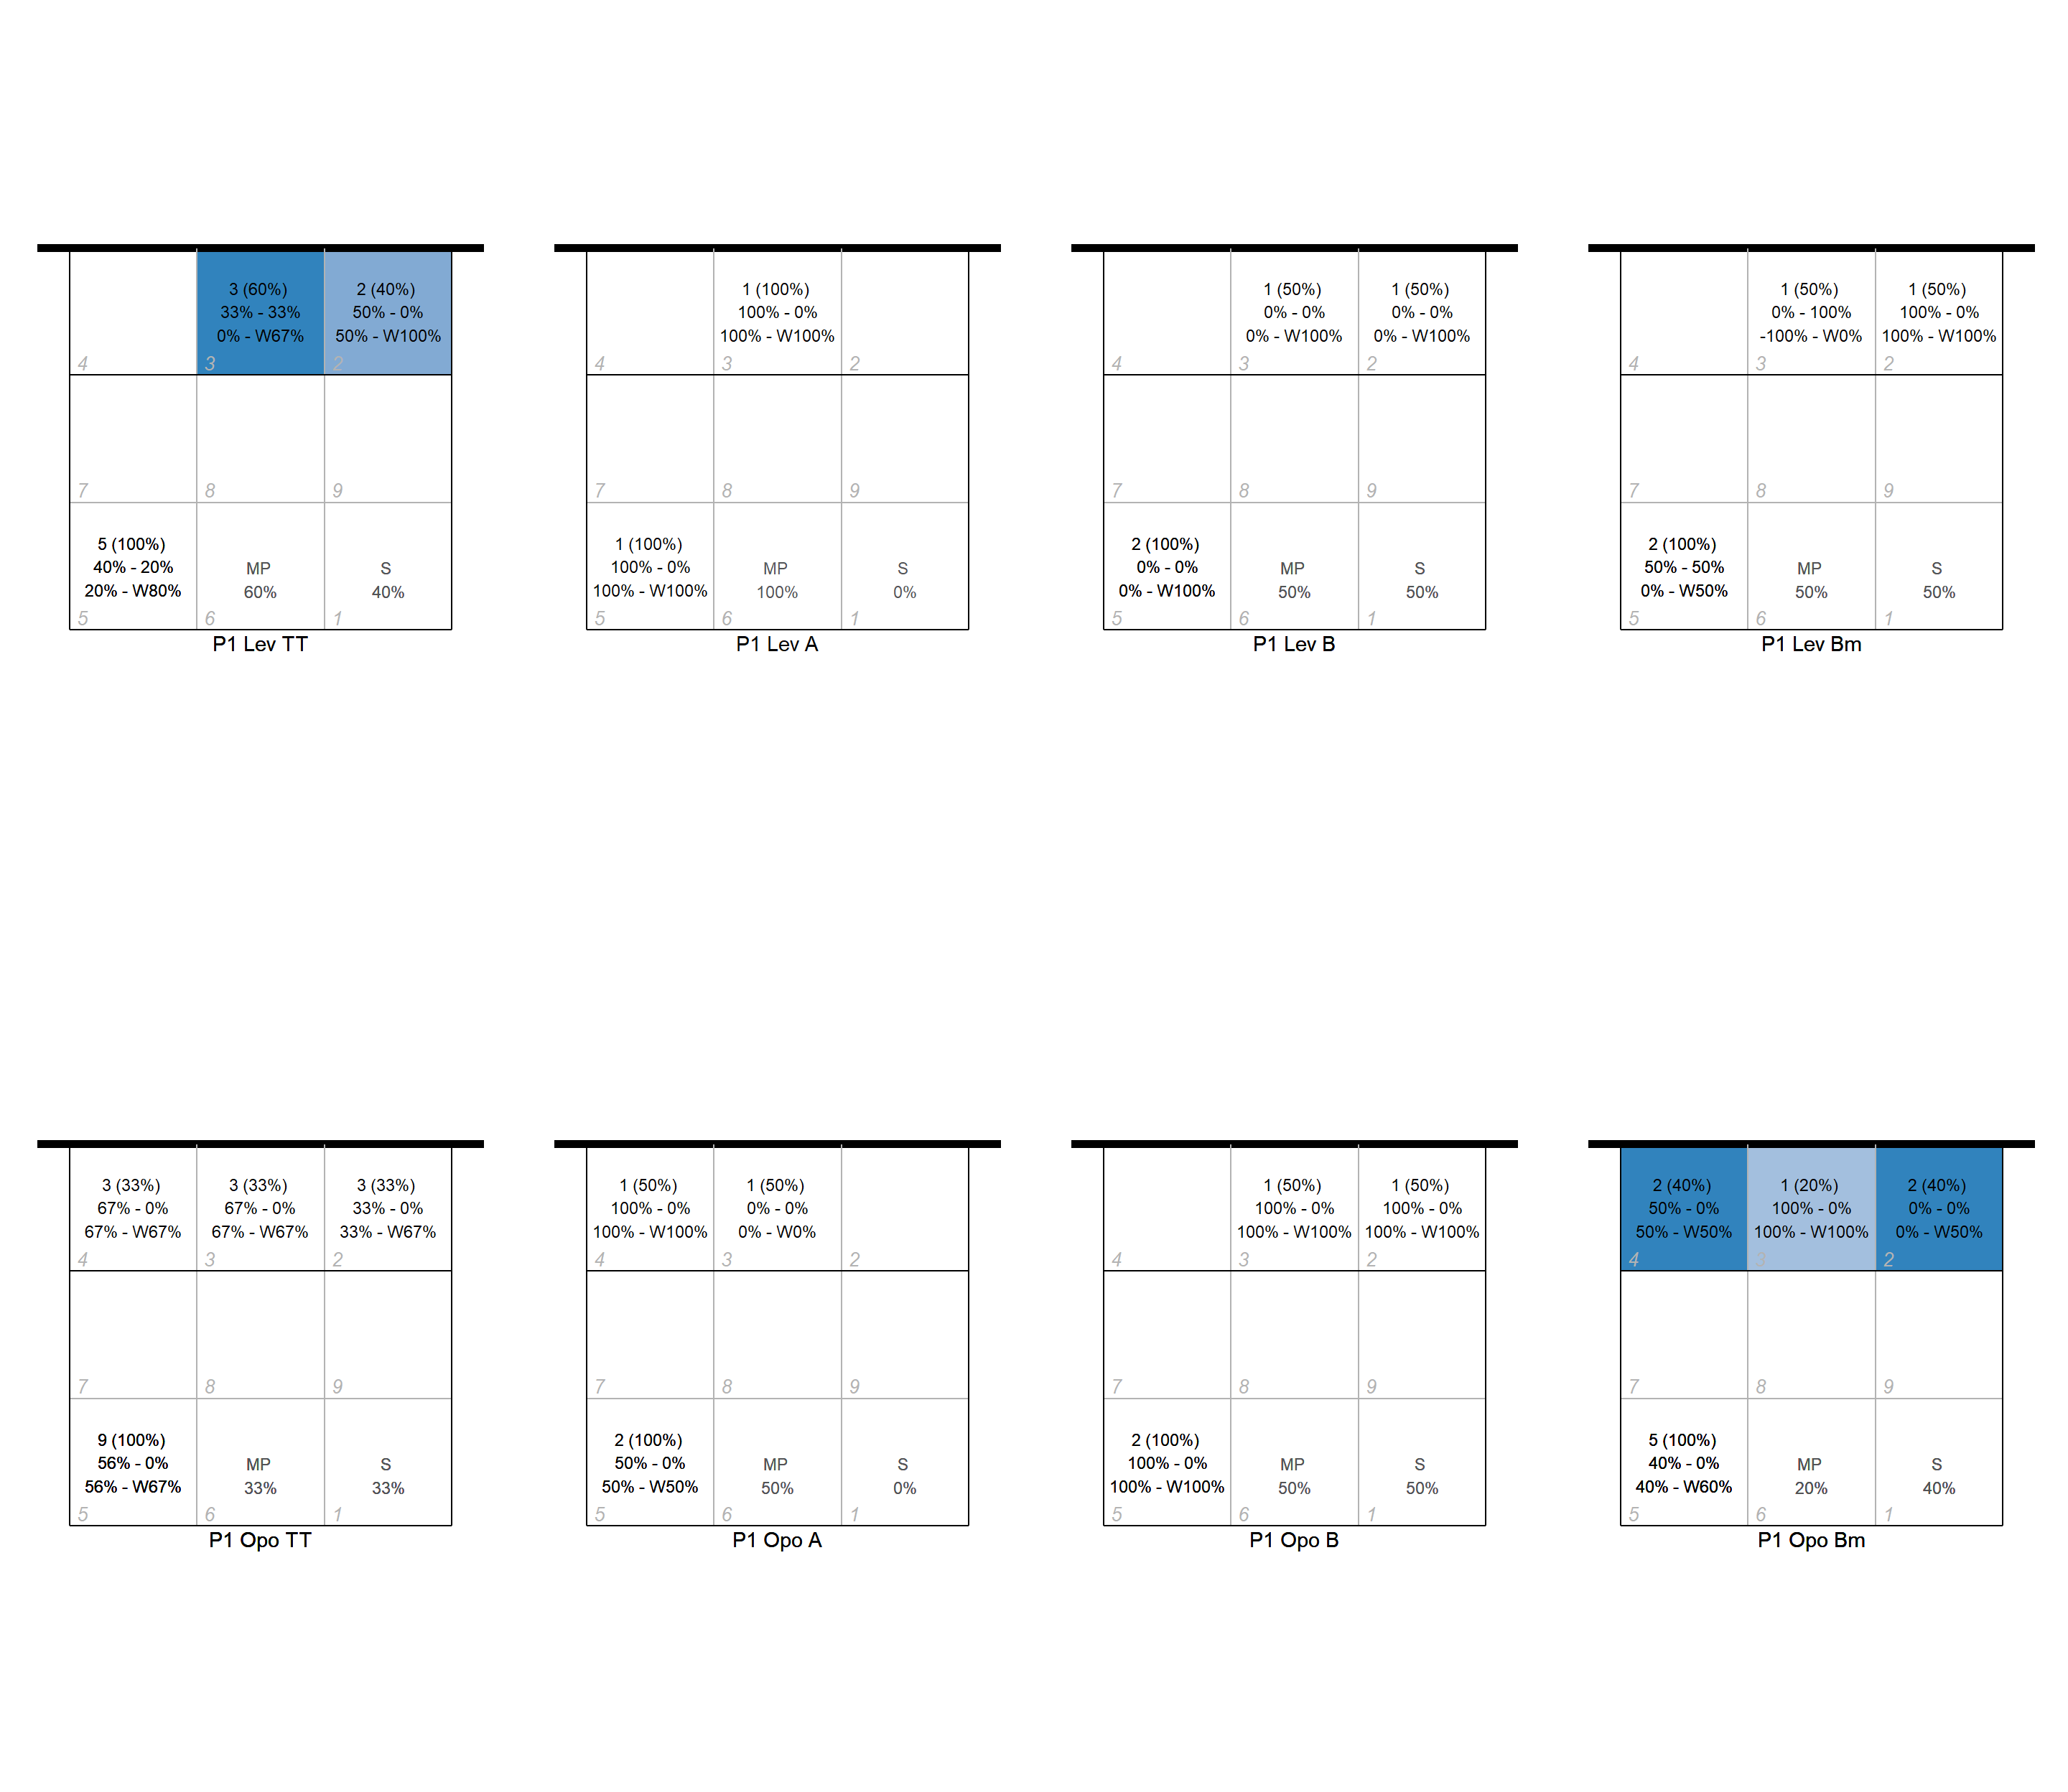 3 (60%)
33% - 33%
0% - W67%
2 (40%)
50% - 0%
50% - W100%
4
3
2
7
8
9
5 (100%)
40% - 20%
20% - W80%
MP
60%
S
40%
5
6
1
P1 Lev TT
1 (100%)
100% - 0%
100% - W100%
4
3
2
7
8
9
1 (100%)
100% - 0%
100% - W100%
MP
100%
S
0%
5
6
1
P1 Lev A
1 (50%)
0% - 0%
0% - W100%
1 (50%)
0% - 0%
0% - W100%
4
3
2
7
8
9
2 (100%)
0% - 0%
0% - W100%
MP
50%
S
50%
5
6
1
P1 Lev B
1 (50%)
0% - 100%
-100% - W0%
1 (50%)
100% - 0%
100% - W100%
4
3
2
7
8
9
2 (100%)
50% - 50%
0% - W50%
MP
50%
S
50%
5
6
1
P1 Lev Bm
3 (33%)
67% - 0%
67% - W67%
3 (33%)
67% - 0%
67% - W67%
3 (33%)
33% - 0%
33% - W67%
4
3
2
7
8
9
9 (100%)
56% - 0%
56% - W67%
MP
33%
S
33%
5
6
1
P1 Opo TT
1 (50%)
100% - 0%
100% - W100%
1 (50%)
0% - 0%
0% - W0%
4
3
2
7
8
9
2 (100%)
50% - 0%
50% - W50%
MP
50%
S
0%
5
6
1
P1 Opo A
1 (50%)
100% - 0%
100% - W100%
1 (50%)
100% - 0%
100% - W100%
4
3
2
7
8
9
2 (100%)
100% - 0%
100% - W100%
MP
50%
S
50%
5
6
1
P1 Opo B
2 (40%)
50% - 0%
50% - W50%
1 (20%)
100% - 0%
100% - W100%
2 (40%)
0% - 0%
0% - W50%
4
3
2
7
8
9
5 (100%)
40% - 0%
40% - W60%
MP
20%
S
40%
5
6
1
P1 Opo Bm